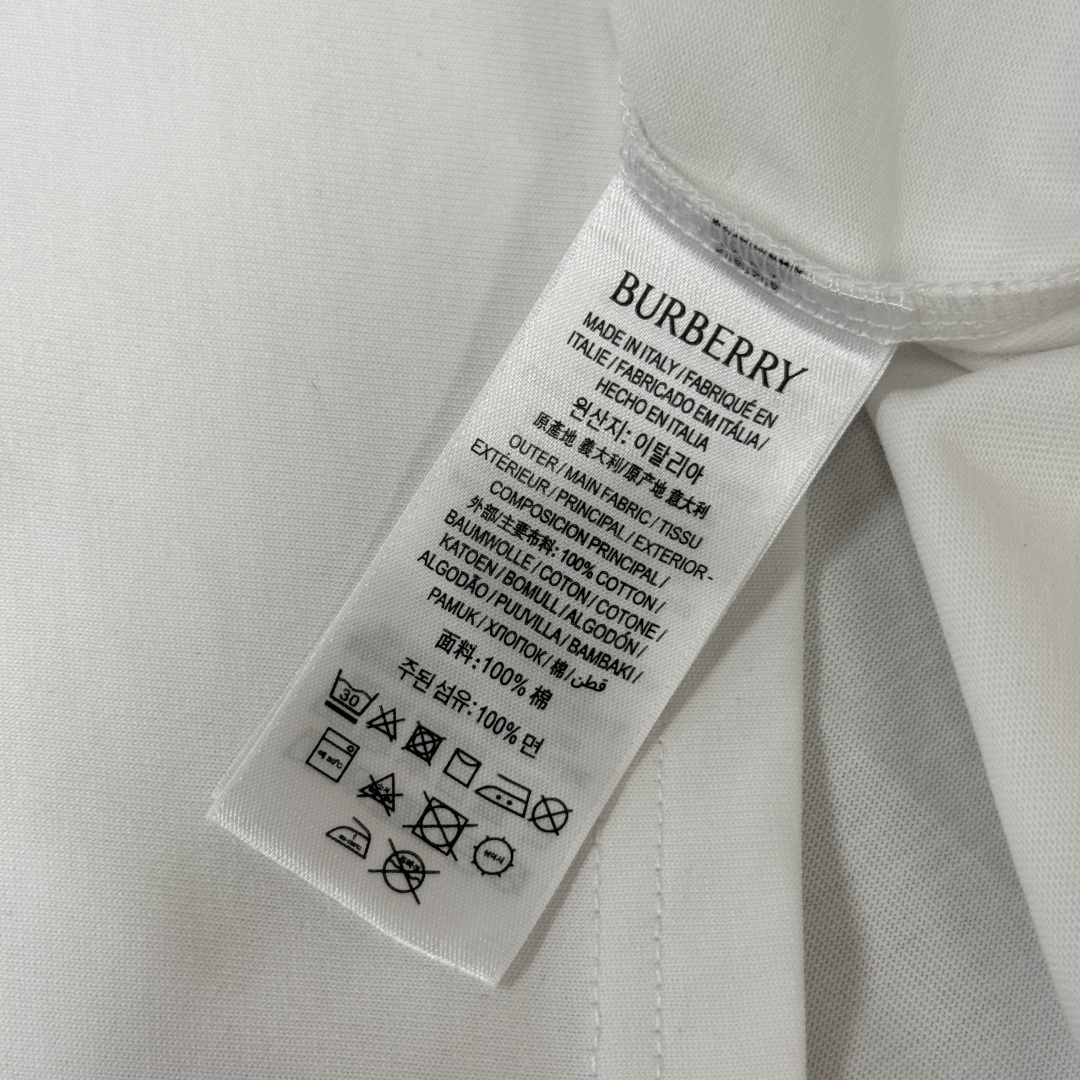 BURBERRY
MADE IN ITALY / FABRIQUÉ EN
ITALIE / FABRICADO EM ITÁLIA /
HECHO EN ITALIA
원산지: 이탈리아
原產地 義大利/原产地 意大利
OUTER / MAIN FABRIC / TISSU
EXTERIEUR / PRINCIPAL / EXTERIOR -
COMPOSICION PRINCIPAL /
外部/主要布料: 100% COTTON /
BAUMWOLLE / COTON / COTONE /
KATOEN / BOMULL / ALGODÓN /
ALGODÃO / PUUVILLA / BAMBAKI /
PAMUK / ХЛОПОК / 棉 / قطن
面料: 100% 棉
주된 섬유: 100% 면
30